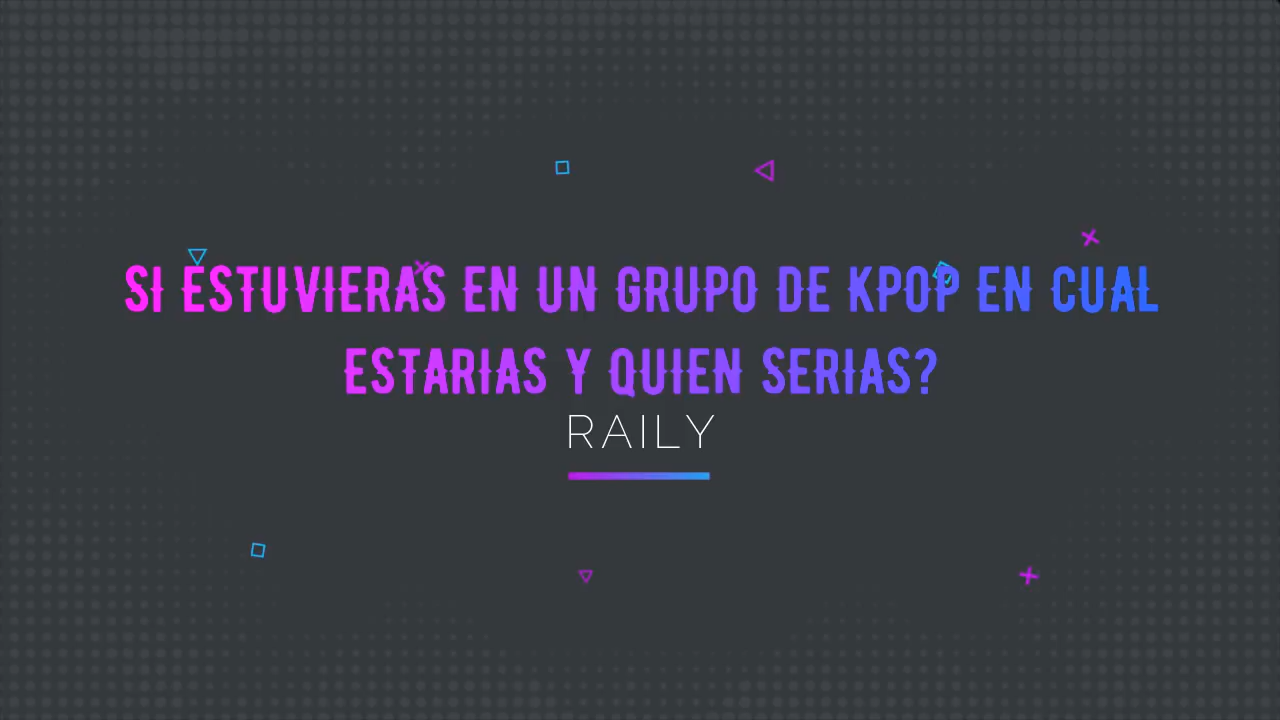 SI ESTUVIERAS EN UN GRUPO DE KPOP EN CUAL
ESTARIAS Y QUIEN SERIAS?
RAILY